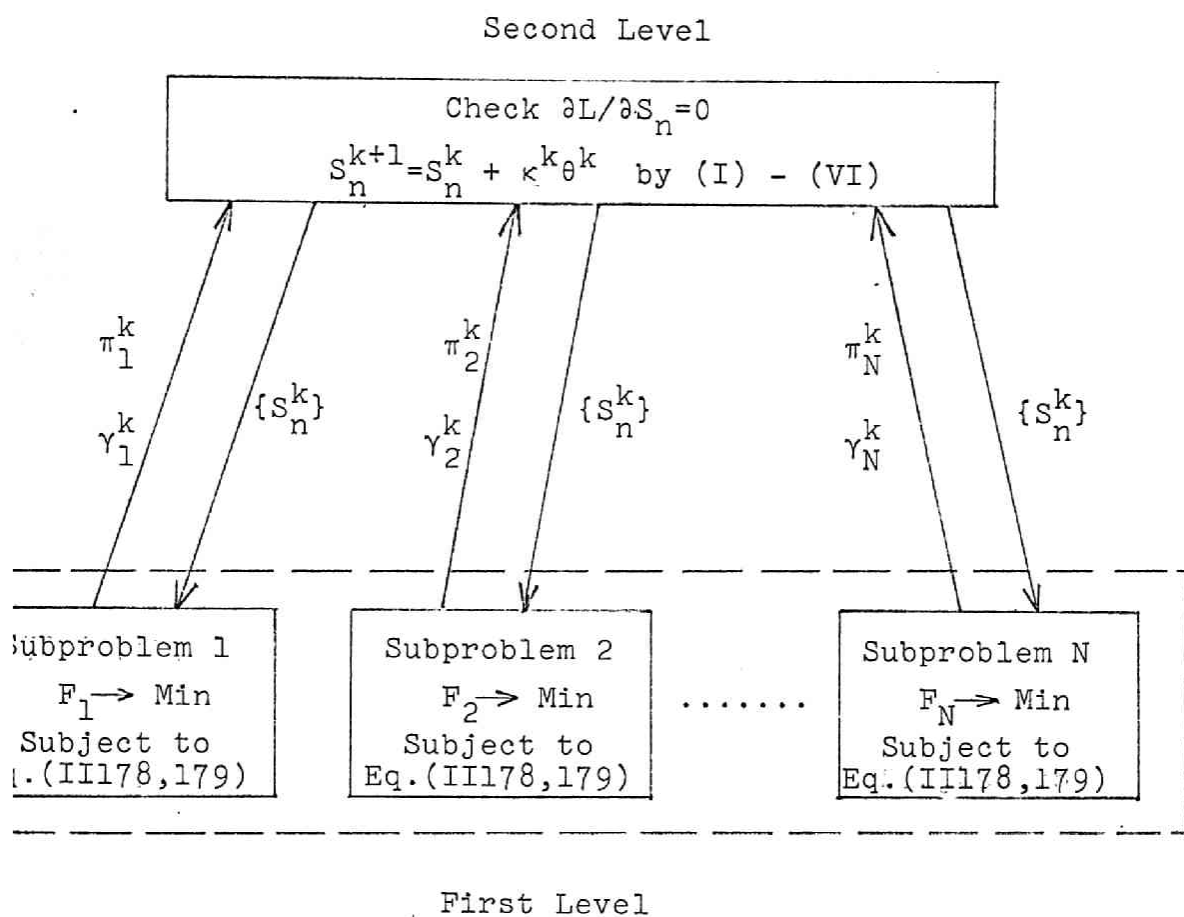 Second Level
Check ∂L/∂S_n=0
S_n^{k+1}=S_n^k + κ^kθ^k by (I) - (VI)
π_1^k
π_2^k
π_N^k
γ_1^k
{S_n^k}
γ_2^k
{S_n^k}
γ_N^k
{S_n^k}
Subproblem 1
F_1→ Min
Subject to
q.(II178,179)
Subproblem 2
F_2→ Min
Subject to
Eq.(II178,179)
.......
Subproblem N
F_N→ Min
Subject to
Eq.(II178,179)
First Level